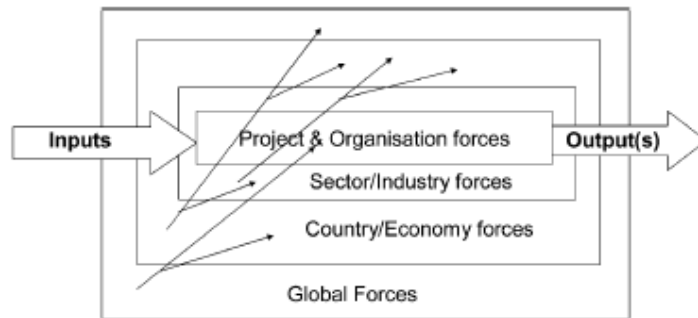 Inputs
Project & Organisation forces
Output(s)
Sector/Industry forces
Country/Economy forces
Global Forces